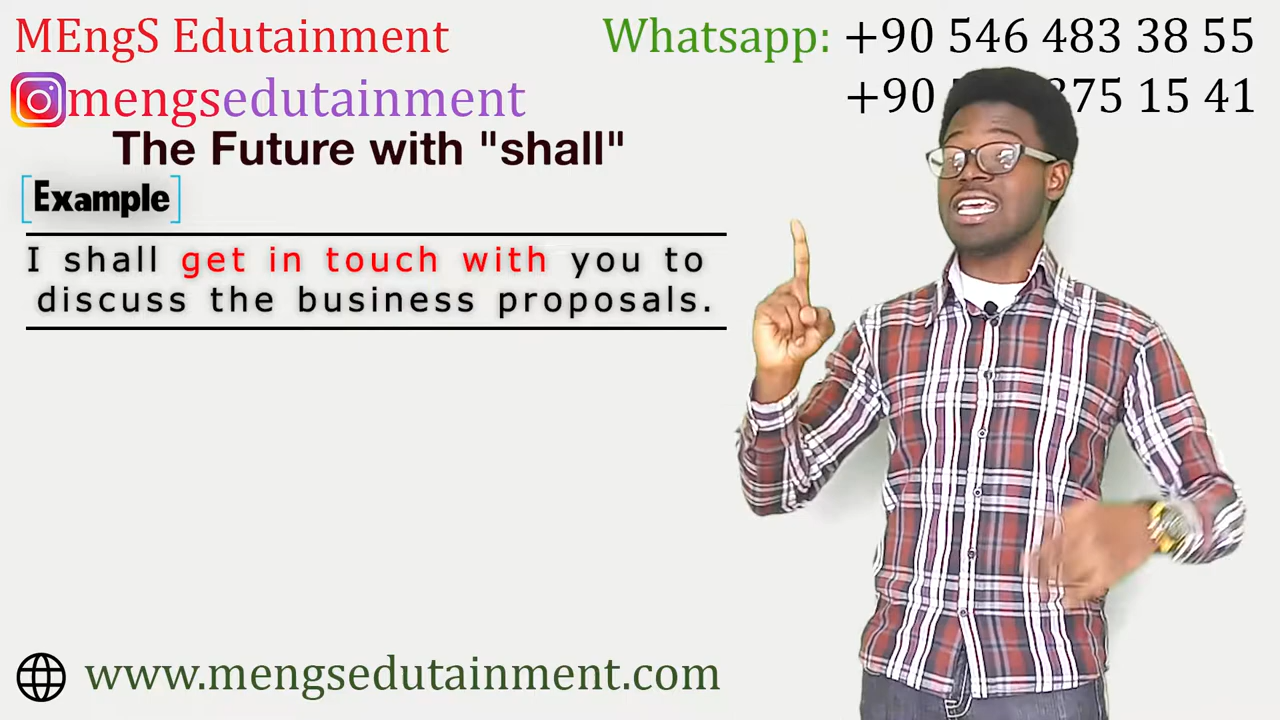 MEngS Edutainment
Whatsapp: +90 546 483 38 55
mengsedutainment
+90 375 15 41
The Future with "shall"
[Example]
I shall get in touch with you to
discuss the business proposals.
www.mengsedutainment.com